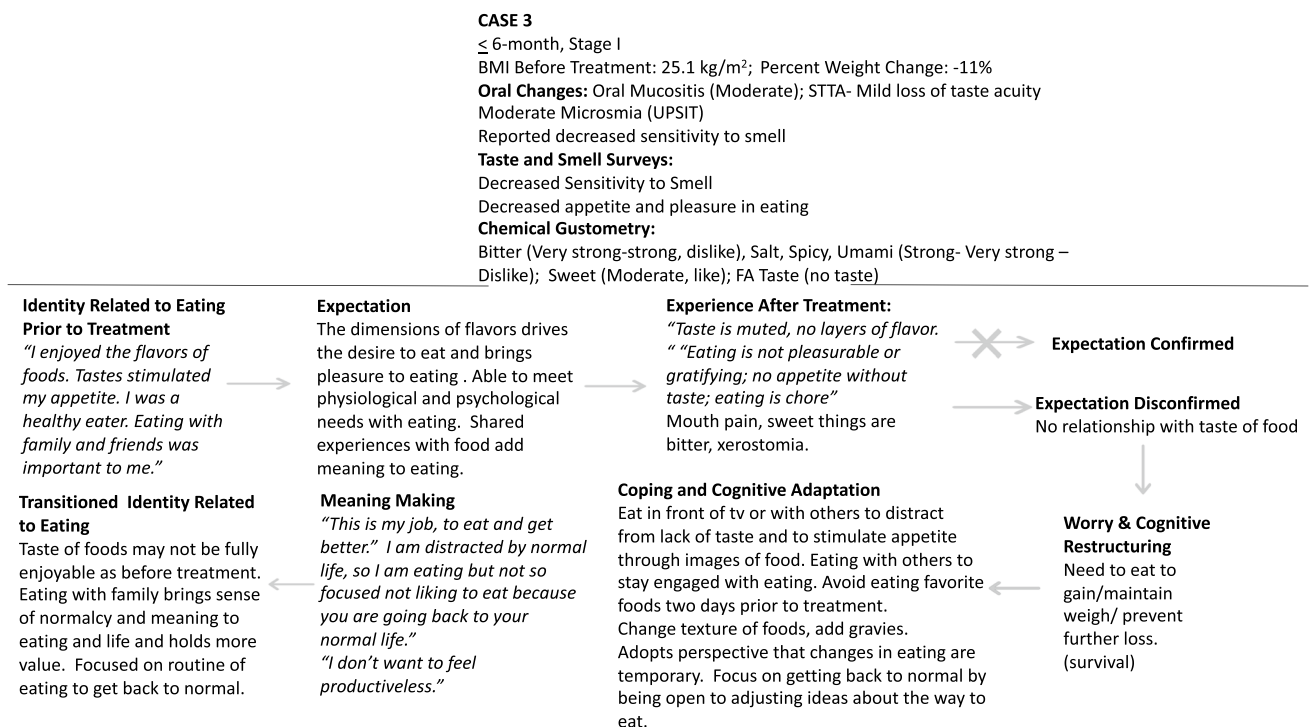 CASE 3
< 6-month, Stage I
BMI Before Treatment: 25.1 kg/m²; Percent Weight Change: -11%
Oral Changes: Oral Mucositis (Moderate); STTA- Mild loss of taste acuity
Moderate Microsmia (UPSIT)
Reported decreased sensitivity to smell
Taste and Smell Surveys:
Decreased Sensitivity to Smell
Decreased appetite and pleasure in eating
Chemical Gustometry:
Bitter (Very strong-strong, dislike), Salt, Spicy, Umami (Strong- Very strong –
Dislike); Sweet (Moderate, like); FA Taste (no taste)
Identity Related to Eating
Prior to Treatment
“I enjoyed the flavors of
foods. Tastes stimulated
my appetite. I was a
healthy eater. Eating with
family and friends was
important to me.”
Expectation
The dimensions of flavors drives
the desire to eat and brings
pleasure to eating . Able to meet
physiological and psychological
needs with eating. Shared
experiences with food add
meaning to eating.
Experience After Treatment:
“Taste is muted, no layers of flavor.
“ “Eating is not pleasurable or
gratifying; no appetite without
taste; eating is chore”
Mouth pain, sweet things are
bitter, xerostomia.
Expectation Confirmed
Expectation Disconfirmed
No relationship with taste of food
Worry & Cognitive
Restructuring
Need to eat to
gain/maintain
weigh/ prevent
further loss.
(survival)
Coping and Cognitive Adaptation
Eat in front of tv or with others to distract
from lack of taste and to stimulate appetite
through images of food. Eating with others to
stay engaged with eating. Avoid eating favorite
foods two days prior to treatment.
Change texture of foods, add gravies.
Adopts perspective that changes in eating are
temporary. Focus on getting back to normal by
being open to adjusting ideas about the way to
eat.
Meaning Making
“This is my job, to eat and get
better.” I am distracted by normal
life, so I am eating but not so
focused not liking to eat because
you are going back to your
normal life.”
“I don’t want to feel
productiveless.”
Transitioned Identity Related
to Eating
Taste of foods may not be fully
enjoyable as before treatment.
Eating with family brings sense
of normalcy and meaning to
eating and life and holds more
value. Focused on routine of
eating to get back to normal.